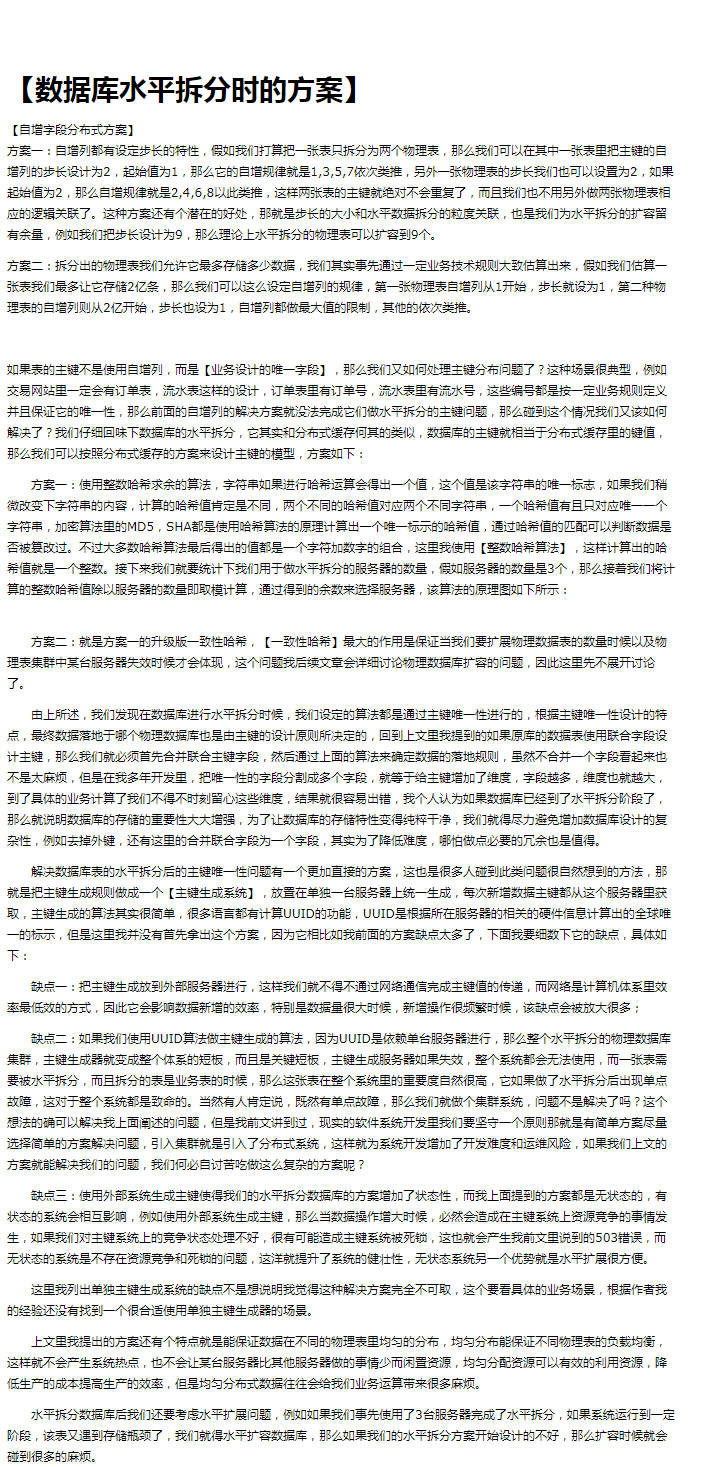 【数据库水平拆分时的方案】
【自增字段分布式方案】
方案一：自增列都有设定步长的特性，假如我们打算把一张表只拆分为两个物理表，那么我们可以在其中一张表里把主键的自
增列的步长设计为2，起始值为1，那么它的自增规律就是1,3,5,7依次类推，另外一张物理表的步长我们也可以设置为2，如果
起始值为2，那么自增规律就是2,4,6,8以此类推，这样两张表的主键就绝对不会重复了，而且我们也不用另外做两张物理表相
应的逻辑关联了。这种方案还有个潜在的好处，那就是步长的大小和水平数据拆分的粒度关联，也是我们为水平拆分的扩容留
有余量，例如我们把步长设计为9，那么理论上水平拆分的物理表可以扩容到9个。
方案二：拆分出的物理表我们允许它最多存储多少数据，我们其实事先通过一定业务技术规则大致估算出来，假如我们估算一
张表我们最多让它存储2亿条，那么我们可以这么设定自增列的规律，第一张物理表自增列从1开始，步长就设为1，第二种物
理表的自增列则从2亿开始，步长也设为1，自增列都做最大值的限制，其他的依次类推。
如果表的主键不是使用自增列，而是【业务设计的唯一字段】，那么我们又如何处理主键分布问题了？这种场景很典型，例如
交易网站里一定会有订单表，流水表这样的设计，订单表里有订单号，流水表里有流水号，这些编号都是按一定业务规则定义
并且保证它的唯一性，那么前面的自增列的解决方案就没法完成它们做水平拆分的主键问题，那么碰到这个情况我们又该如何
解决了？我们仔细回味下数据库的水平拆分，它其实和分布式缓存何其的类似，数据库的主键就相当于分布式缓存里的键值，
那么我们可以按照分布式缓存的方案来设计主键的模型，方案如下：
方案一：使用整数哈希求余的算法，字符串如果进行哈希运算会得出一个值，这个值是该字符串的唯一标志，如果我们稍
微改变下字符串的内容，计算的哈希值肯定是不同，两个不同的哈希值对应两个不同字符串，一个哈希值有且只对应唯一一个
字符串，加密算法里的MD5，SHA都是使用哈希算法的原理计算出一个唯一标示的哈希值，通过哈希值的匹配可以判断数据是
否被篡改过。不过大多数哈希算法最后得出的值都是一个字符加数字的组合，这里我使用【整数哈希算法】，这样计算出的哈
希值就是一个整数。接下来我们就要统计下我们用于做水平拆分的服务器的数量，假如服务器的数量是3个，那么接着我们将计
算的整数哈希值除以服务器的数量即取模计算，通过得到的余数来选择服务器，该算法的原理图如下所示：
方案二：就是方案一的升级版一致性哈希，【一致性哈希】最大的作用是保证当我们要扩展物理数据表的数量时候以及物
理表集群中某台服务器失效时候才会体现，这个问题我后续文章会详细讨论物理数据库扩容的问题，因此这里先不展开讨论
了。
由上所述，我们发现在数据库进行水平拆分时候，我们设定的算法都是通过主键唯一性进行的，根据主键唯一性设计的特
点，最终数据落地于哪个物理数据库也是由主键的设计原则所决定的，回到上文里我提到的如果原库的数据表使用联合字段设
计主键，那么我们就必须首先合并联合主键字段，然后通过上面的算法来确定数据的落地规则，虽然不合并一个字段看起来也
不是太麻烦，但是在我多年开发里，把唯一性的字段分割成多个字段，就等于给主键增加了维度，字段越多，维度也就越大，
到了具体的业务计算了我们不得不时刻留心这些维度，结果就很容易出错，我个人认为如果数据库已经到了水平拆分阶段了，
那么就说明数据库的存储的重要性大大增强，为了让数据库的存储特性变得纯粹干净，我们就得尽力避免增加数据库设计的复
杂性，例如去掉外键，还有这里的合并联合字段为一个字段，其实为了降低难度，哪怕做点必要的冗余也是值得。
解决数据库表的水平拆分后的主键唯一性问题有一个更加直接的方案，这也是很多人碰到此类问题很自然想到的方法，那
就是把主键生成规则做成一个【主键生成系统】，放置在单独一台服务器上统一生成，每次新增数据主键都从这个服务器里获
取，主键生成的算法其实很简单，很多语言都有计算UUID的功能，UUID是根据所在服务器的相关的硬件信息计算出的全球唯
一的标示，但是这里我并没有首先拿出这个方案，因为它相比如我前面的方案缺点太多了，下面我要细数下它的缺点，具体如
下：
缺点一：把主键生成放到外部服务器进行，这样我们就不得不通过网络通信完成主键值的传递，而网络是计算机体系里效
率最低效的方式，因此它会影响数据新增的效率，特别是数据量很大时候，新增操作很频繁时候，该缺点会被放大很多；
缺点二：如果我们使用UUID算法做主键生成的算法，因为UUID是依赖单台服务器进行，那么整个水平拆分的物理数据库
集群，主键生成器就变成整个体系的短板，而且是关键短板，主键生成服务器如果失效，整个系统都会无法使用，而一张表需
要被水平拆分，而且拆分的表是业务表的时候，那么这张表在整个系统里的重要度自然很高，它如果做了水平拆分后出现单点
故障，这对于整个系统都是致命的。当然有人肯定说，既然有单点故障，那么我们就做个集群系统，问题不是解决了吗？这个
想法的确可以解决我上面阐述的问题，但是我前文讲到过，现实的软件系统开发里我们要坚守一个原则那就是有简单方案尽量
选择简单的方案解决问题，引入集群就是引入了分布式系统，这样就为系统开发增加了开发难度和运维风险，如果我们上文的
方案就能解决我们的问题，我们何必自讨苦吃做这么复杂的方案呢？
缺点三：使用外部系统生成主键使得我们的水平拆分数据库的方案增加了状态性，而我上面提到的方案都是无状态的，有
状态的系统会相互影响，例如使用外部系统生成主键，那么当数据操作增大时候，必然会造成在主键系统上资源竞争的事情发
生，如果我们对主键系统上的竞争状态处理不好，很有可能造成主键系统被死锁，这也就会产生我前文里说到的503错误，而
无状态的系统是不存在资源竞争和死锁的问题，这洋就提升了系统的健壮性，无状态系统另一个优势就是水平扩展很方便。
这里我列出单独主键生成系统的缺点不是想说明我觉得这种解决方案完全不可取，这个要看具体的业务场景，根据作者我
的经验还没有找到一个很合适使用单独主键生成器的场景。
上文里我提出的方案还有个特点就是能保证数据在不同的物理表里均匀的分布，均匀分布能保证不同物理表的负载均衡，
这样就不会产生系统热点，也不会让某台服务器比其他服务器做的事情少而闲置资源，均匀分配资源可以有效的利用资源，降
低生产的成本提高生产的效率，但是均匀分布式数据往往会给我们业务运算带来很多麻烦。
水平拆分数据库后我们还要考虑水平扩展问题，例如如果我们事先使用了3台服务器完成了水平拆分，如果系统运行到一定
阶段，该表又遇到存储瓶颈了，我们就得水平扩容数据库，那么如果我们的水平拆分方案开始设计的不好，那么扩容时候就会
碰到很多的麻烦。